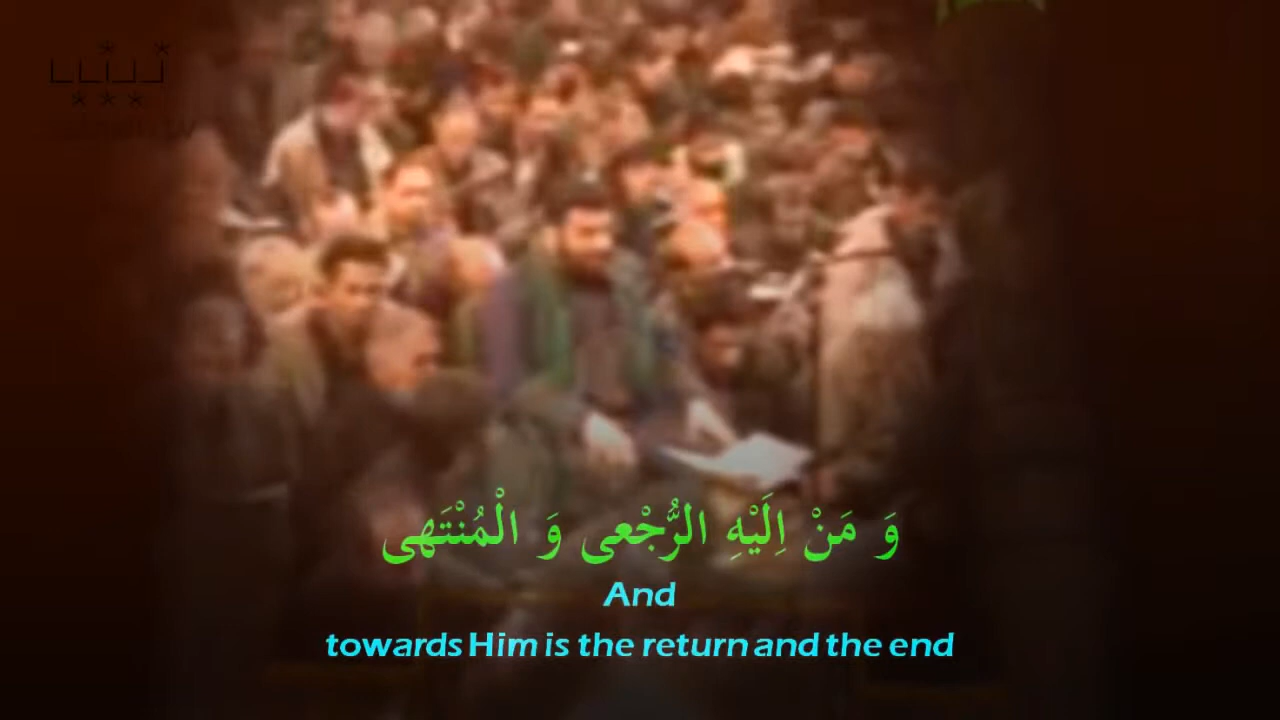 وَ مَنْ اِلَيْهِ الرُّجْعى وَ الْمُنْتَهى
And
towards Him is the return and the end